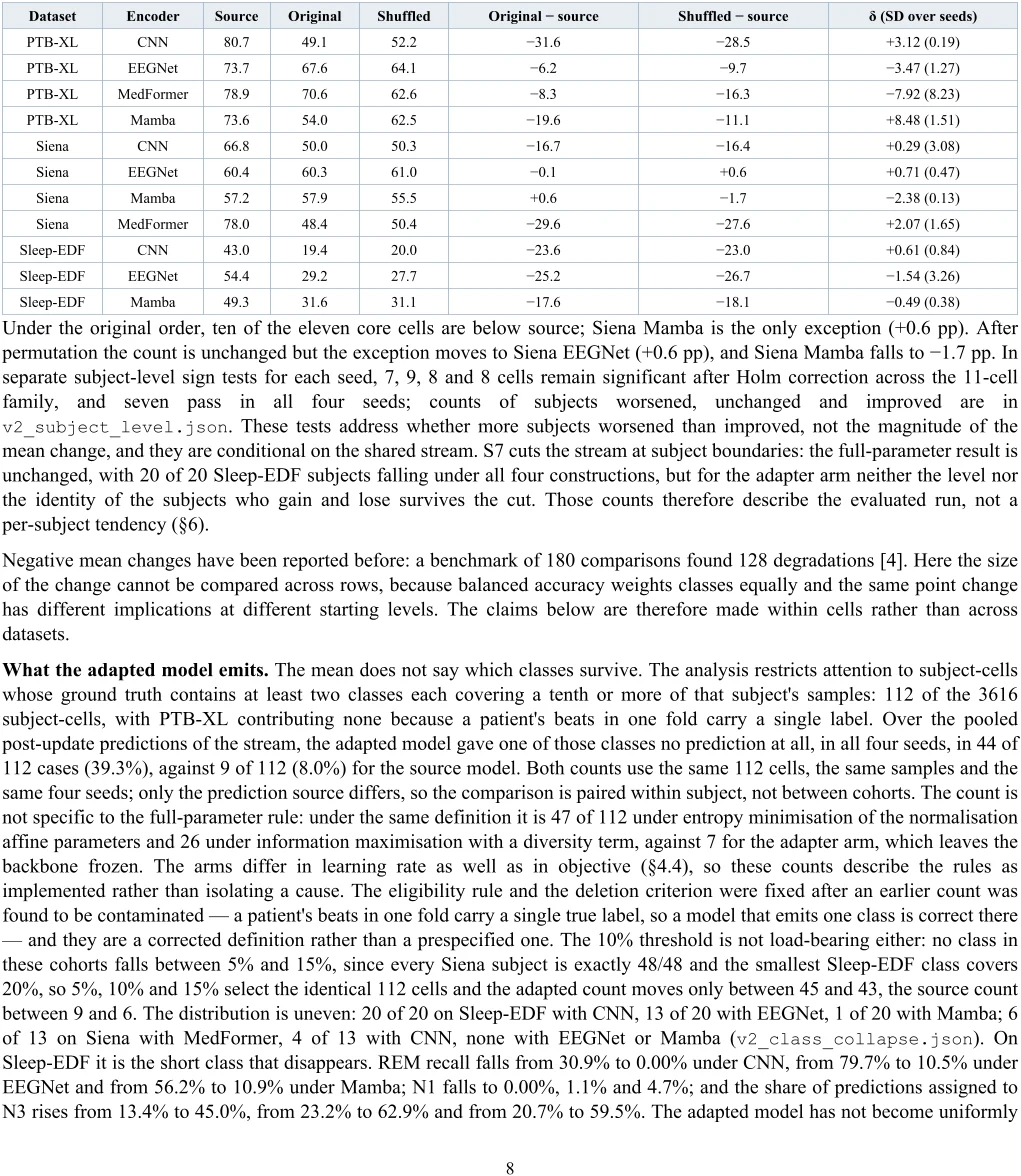 Dataset Encoder Source Original Shuffled Original − source Shuffled − source δ (SD over seeds)
PTB-XL CNN 80.7 49.1 52.2 −31.6 −28.5 +3.12 (0.19)
PTB-XL EEGNet 73.7 67.6 64.1 −6.2 −9.7 −3.47 (1.27)
PTB-XL MedFormer 78.9 70.6 62.6 −8.3 −16.3 −7.92 (8.23)
PTB-XL Mamba 73.6 54.0 62.5 −19.6 −11.1 +8.48 (1.51)
Siena CNN 66.8 50.0 50.3 −16.7 −16.4 +0.29 (3.08)
Siena EEGNet 60.4 60.3 61.0 −0.1 +0.6 +0.71 (0.47)
Siena Mamba 57.2 57.9 55.5 +0.6 −1.7 −2.38 (0.13)
Siena MedFormer 78.0 48.4 50.4 −29.6 −27.6 +2.07 (1.65)
Sleep-EDF CNN 43.0 19.4 20.0 −23.6 −23.0 +0.61 (0.84)
Sleep-EDF EEGNet 54.4 29.2 27.7 −25.2 −26.7 −1.54 (3.26)
Sleep-EDF Mamba 49.3 31.6 31.1 −17.6 −18.1 −0.49 (0.38)
Under the original order, ten of the eleven core cells are below source; Siena Mamba is the only exception (+0.6 pp). After
permutation the count is unchanged but the exception moves to Siena EEGNet (+0.6 pp), and Siena Mamba falls to −1.7 pp. In
separate subject-level sign tests for each seed, 7, 9, 8 and 8 cells remain significant after Holm correction across the 11-cell
family, and seven pass in all four seeds; counts of subjects worsened, unchanged and improved are in
v2_subject_level.json. These tests address whether more subjects worsened than improved, not the magnitude of the
mean change, and they are conditional on the shared stream. S7 cuts the stream at subject boundaries: the full-parameter result is
unchanged, with 20 of 20 Sleep-EDF subjects falling under all four constructions, but for the adapter arm neither the level nor
the identity of the subjects who gain and lose survives the cut. Those counts therefore describe the evaluated run, not a
per-subject tendency (§6).
Negative mean changes have been reported before: a benchmark of 180 comparisons found 128 degradations [4]. Here the size
of the change cannot be compared across rows, because balanced accuracy weights classes equally and the same point change
has different implications at different starting levels. The claims below are therefore made within cells rather than across
datasets.
What the adapted model emits. The mean does not say which classes survive. The analysis restricts attention to subject-cells
whose ground truth contains at least two classes each covering a tenth or more of that subject's samples: 112 of the 3616
subject-cells, with PTB-XL contributing none because a patient's beats in one fold carry a single label. Over the pooled
post-update predictions of the stream, the adapted model gave one of those classes no prediction at all, in all four seeds, in 44 of
112 cases (39.3%), against 9 of 112 (8.0%) for the source model. Both counts use the same 112 cells, the same samples and the
same four seeds; only the prediction source differs, so the comparison is paired within subject, not between cohorts. The count is
not specific to the full-parameter rule: under the same definition it is 47 of 112 under entropy minimisation of the normalisation
affine parameters and 26 under information maximisation with a diversity term, against 7 for the adapter arm, which leaves the
backbone frozen. The arms differ in learning rate as well as in objective (§4.4), so these counts describe the rules as
implemented rather than isolating a cause. The eligibility rule and the deletion criterion were fixed after an earlier count was
found to be contaminated — a patient's beats in one fold carry a single true label, so a model that emits one class is correct there
— and they are a corrected definition rather than a prespecified one. The 10% threshold is not load-bearing either: no class in
these cohorts falls between 5% and 15%, since every Siena subject is exactly 48/48 and the smallest Sleep-EDF class covers
20%, so 5%, 10% and 15% select the identical 112 cells and the adapted count moves only between 45 and 43, the source count
between 9 and 6. The distribution is uneven: 20 of 20 on Sleep-EDF with CNN, 13 of 20 with EEGNet, 1 of 20 with Mamba; 6
of 13 on Siena with MedFormer, 4 of 13 with CNN, none with EEGNet or Mamba (v2_class_collapse.json). On
Sleep-EDF it is the short class that disappears. REM recall falls from 30.9% to 0.00% under CNN, from 79.7% to 10.5% under
EEGNet and from 56.2% to 10.9% under Mamba; N1 falls to 0.00%, 1.1% and 4.7%; and the share of predictions assigned to
N3 rises from 13.4% to 45.0%, from 23.2% to 62.9% and from 20.7% to 59.5%. The adapted model has not become uniformly
8